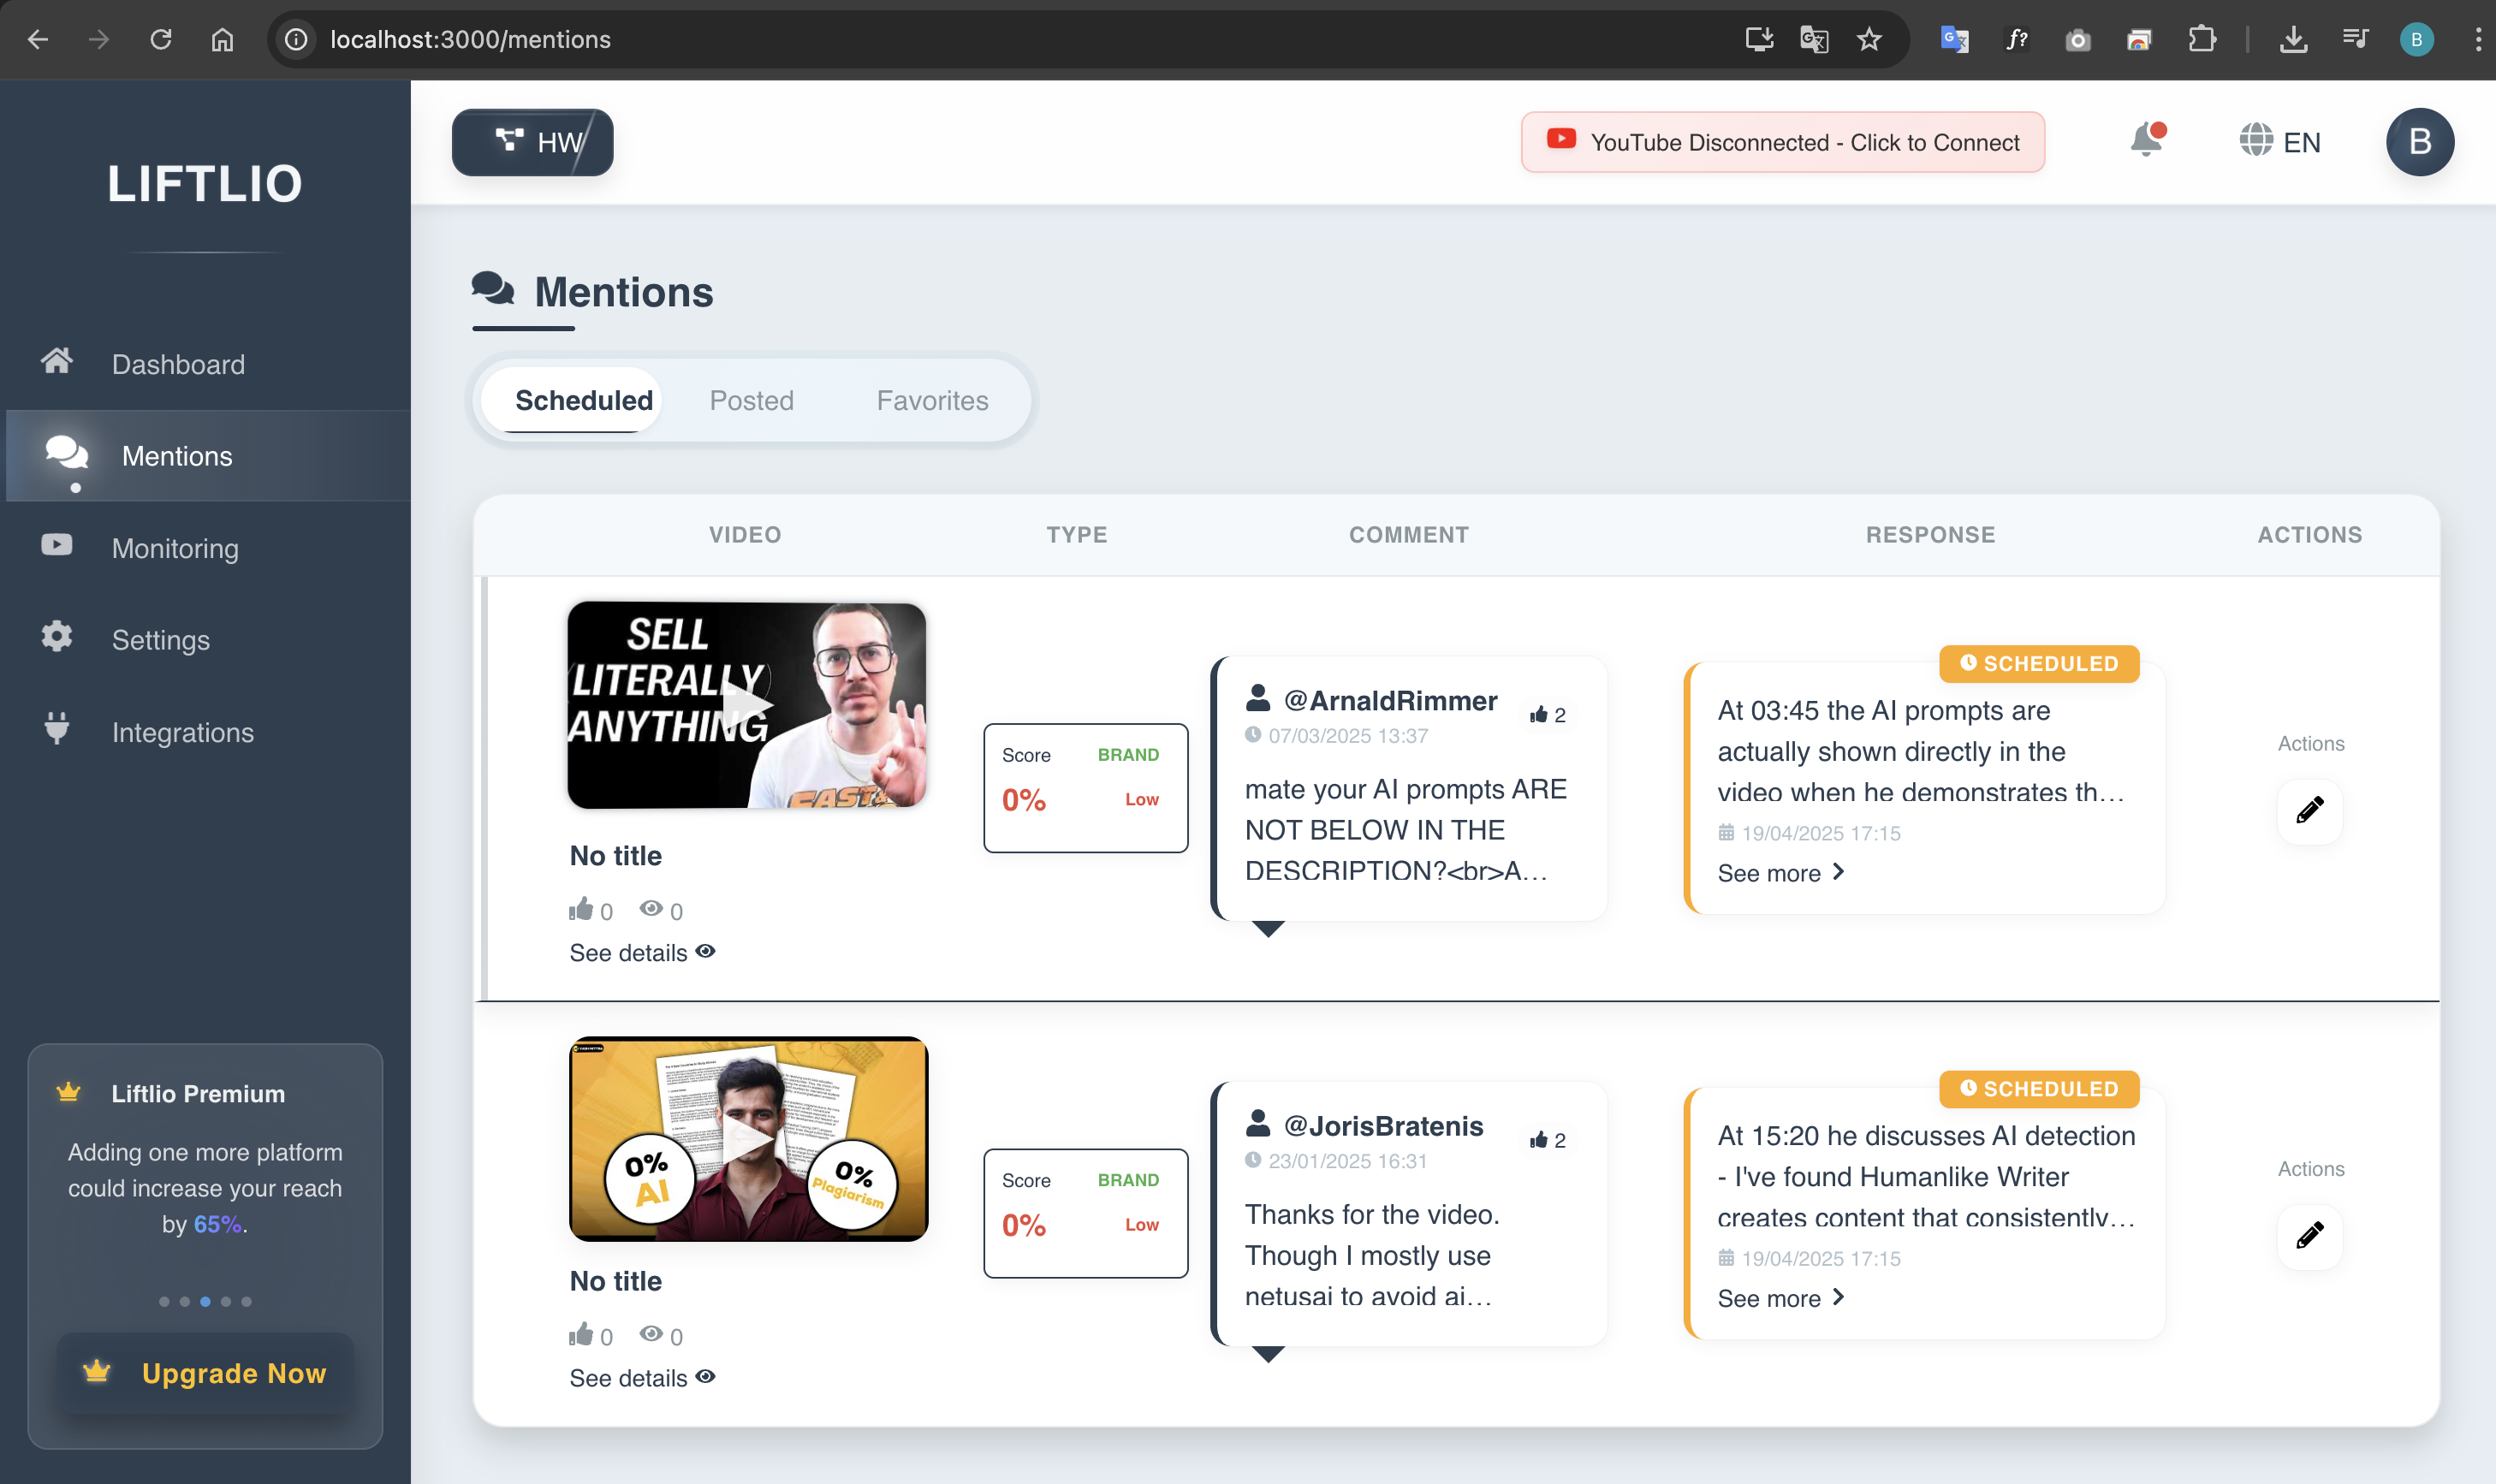 localhost:3000/mentions
B
LIFTLIO
HW
YouTube Disconnected - Click to Connect
EN
B
Dashboard
Mentions
Monitoring
Settings
Integrations
Mentions
Scheduled
Posted
Favorites
VIDEO
TYPE
COMMENT
RESPONSE
ACTIONS
SELL
LITERALLY
ANYTHING
No title
0
0
See details
Score
BRAND
0%
Low
@ArnaldRimmer
2
07/03/2025 13:37
mate your AI prompts ARE
NOT BELOW IN THE
DESCRIPTION?<br>A...
SCHEDULED
At 03:45 the AI prompts are
actually shown directly in the
video when he demonstrates th...
19/04/2025 17:15
See more
Actions
0%
AI
0%
Plagiarism
No title
0
0
See details
Score
BRAND
0%
Low
@JorisBratenis
2
23/01/2025 16:31
Thanks for the video.
Though I mostly use
netusai to avoid ai...
SCHEDULED
At 15:20 he discusses AI detection
- I've found Humanlike Writer
creates content that consistently...
19/04/2025 17:15
See more
Actions
Liftlio Premium
Adding one more platform
could increase your reach
by 65%.
Upgrade Now